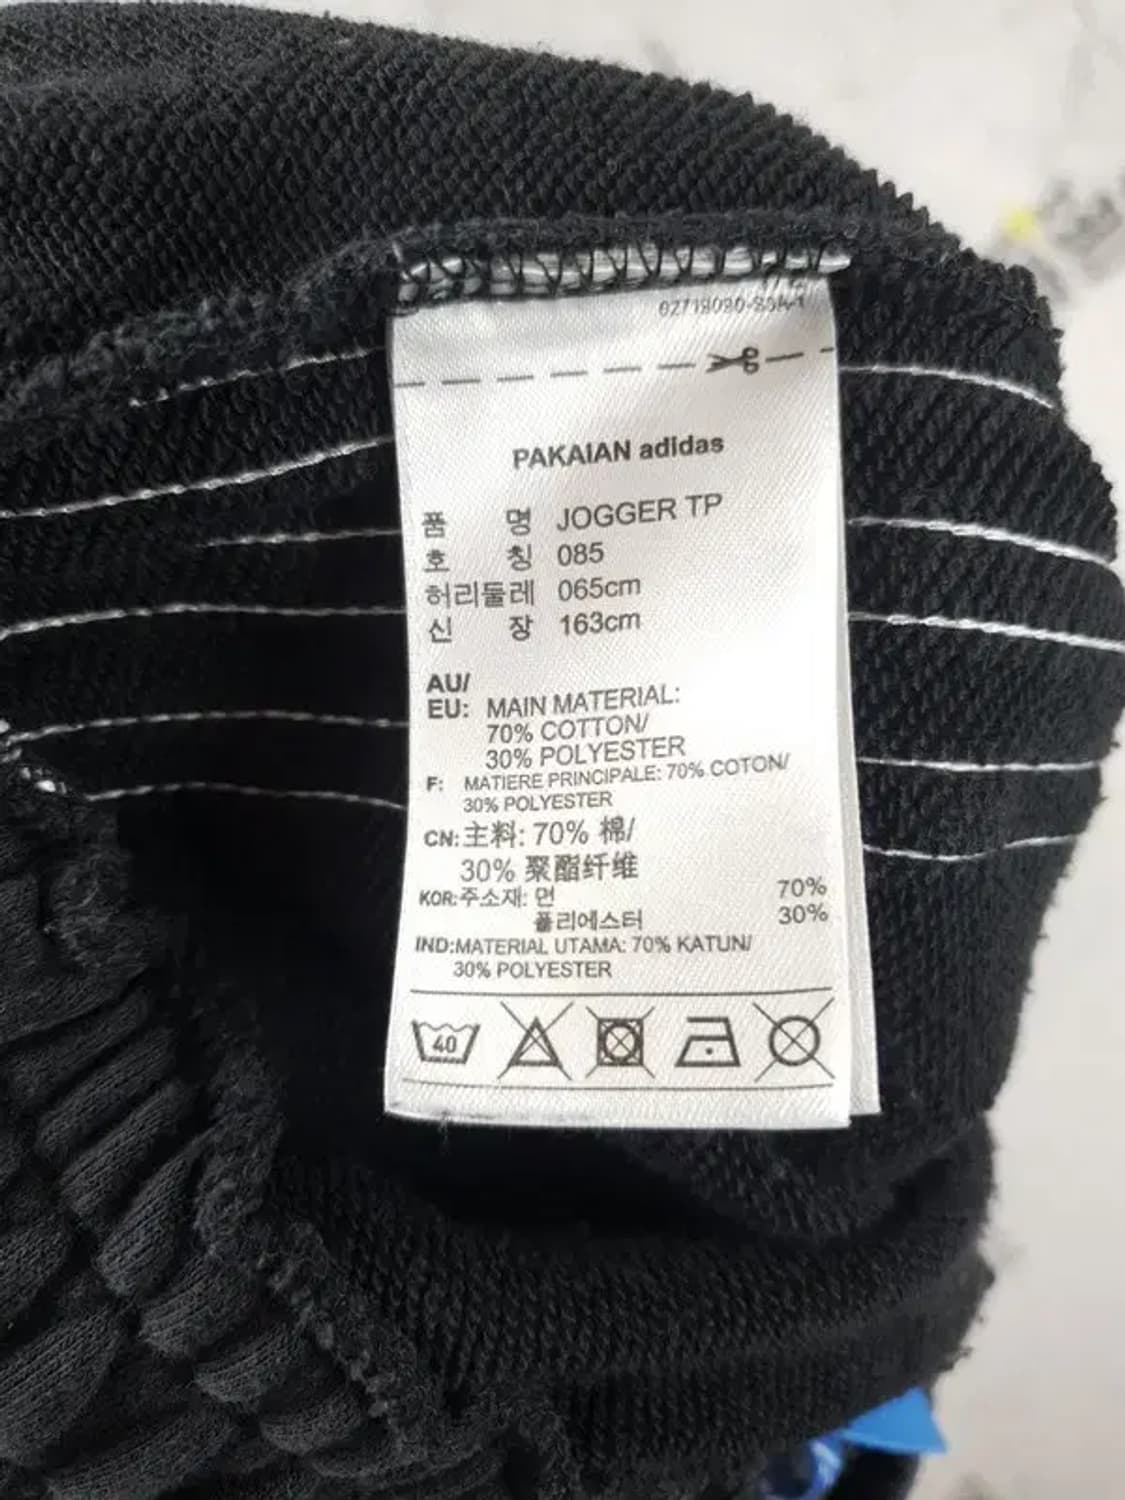 PAKAIAN adidas
품 명 JOGGER TP
호 칭 085
허리둘레 065cm
신 장 163cm
AU/
EU: MAIN MATERIAL:
70% COTTON/
30% POLYESTER
F: MATIERE PRINCIPALE: 70% COTON/
30% POLYESTER
CN: 主料: 70% 棉/
30% 聚酯纤维
KOR:주소재: 면 70%
폴리에스터 30%
IND:MATERIAL UTAMA: 70% KATUN/
30% POLYESTER
40